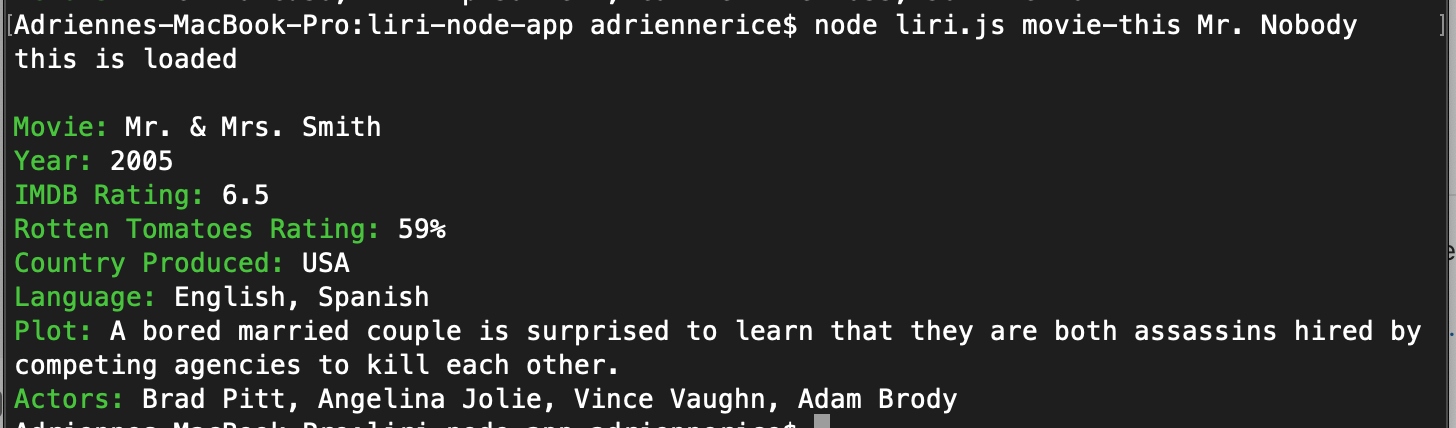 [Adriennes-MacBook-Pro:liri-node-app adriennerice$ node liri.js movie-this Mr. Nobody ]
this is loaded
Movie: Mr. & Mrs. Smith
Year: 2005
IMDB Rating: 6.5
Rotten Tomatoes Rating: 59%
Country Produced: USA
Language: English, Spanish
Plot: A bored married couple is surprised to learn that they are both assassins hired by
competing agencies to kill each other.
Actors: Brad Pitt, Angelina Jolie, Vince Vaughn, Adam Brody
Adriennes-MacBook-Pro:liri-node-app adriennerice$